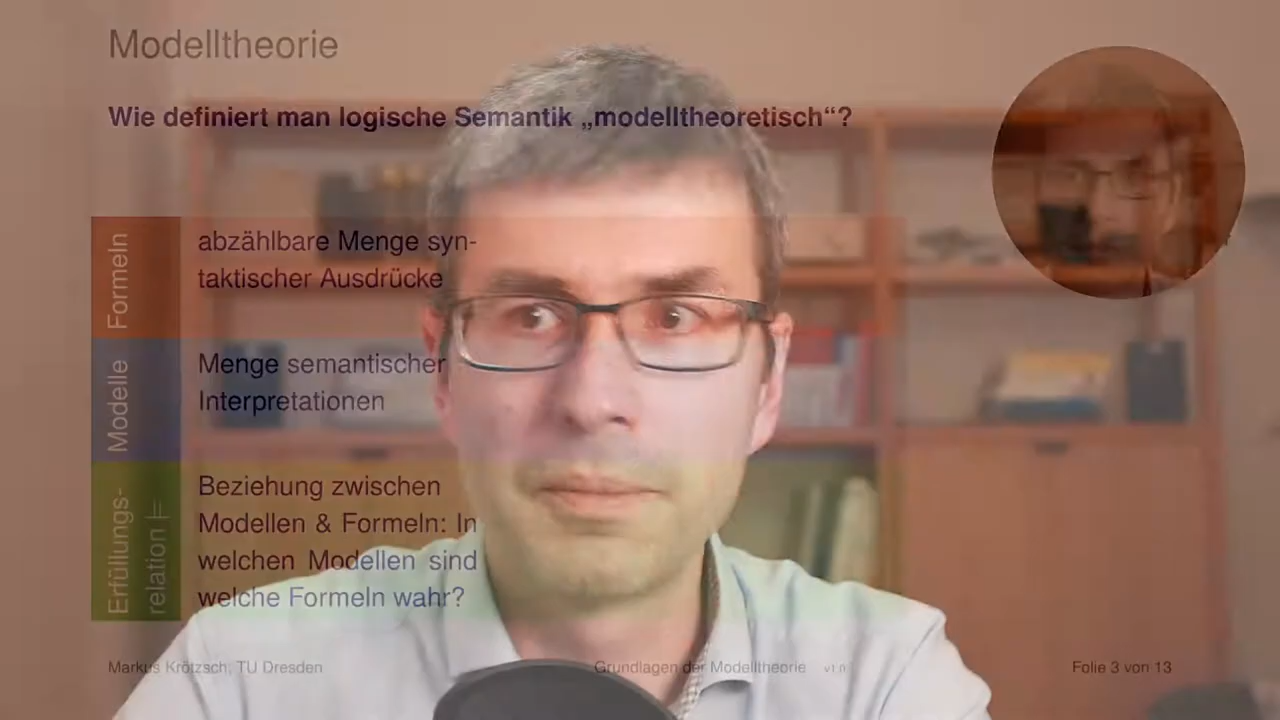 Modelltheorie
Wie definiert man logische Semantik „modelltheoretisch“?
Formeln
abzählbare Menge syn-
taktischer Ausdrücke
Modelle
Menge semantischer
Interpretationen
Erfüllungs-
relation ⊨
Beziehung zwischen
Modellen & Formeln: In
welchen Modellen sind
welche Formeln wahr?
Markus Krötzsch, TU Dresden
Grundlagen der Modelltheorie
v1.0
Folie 3 von 13